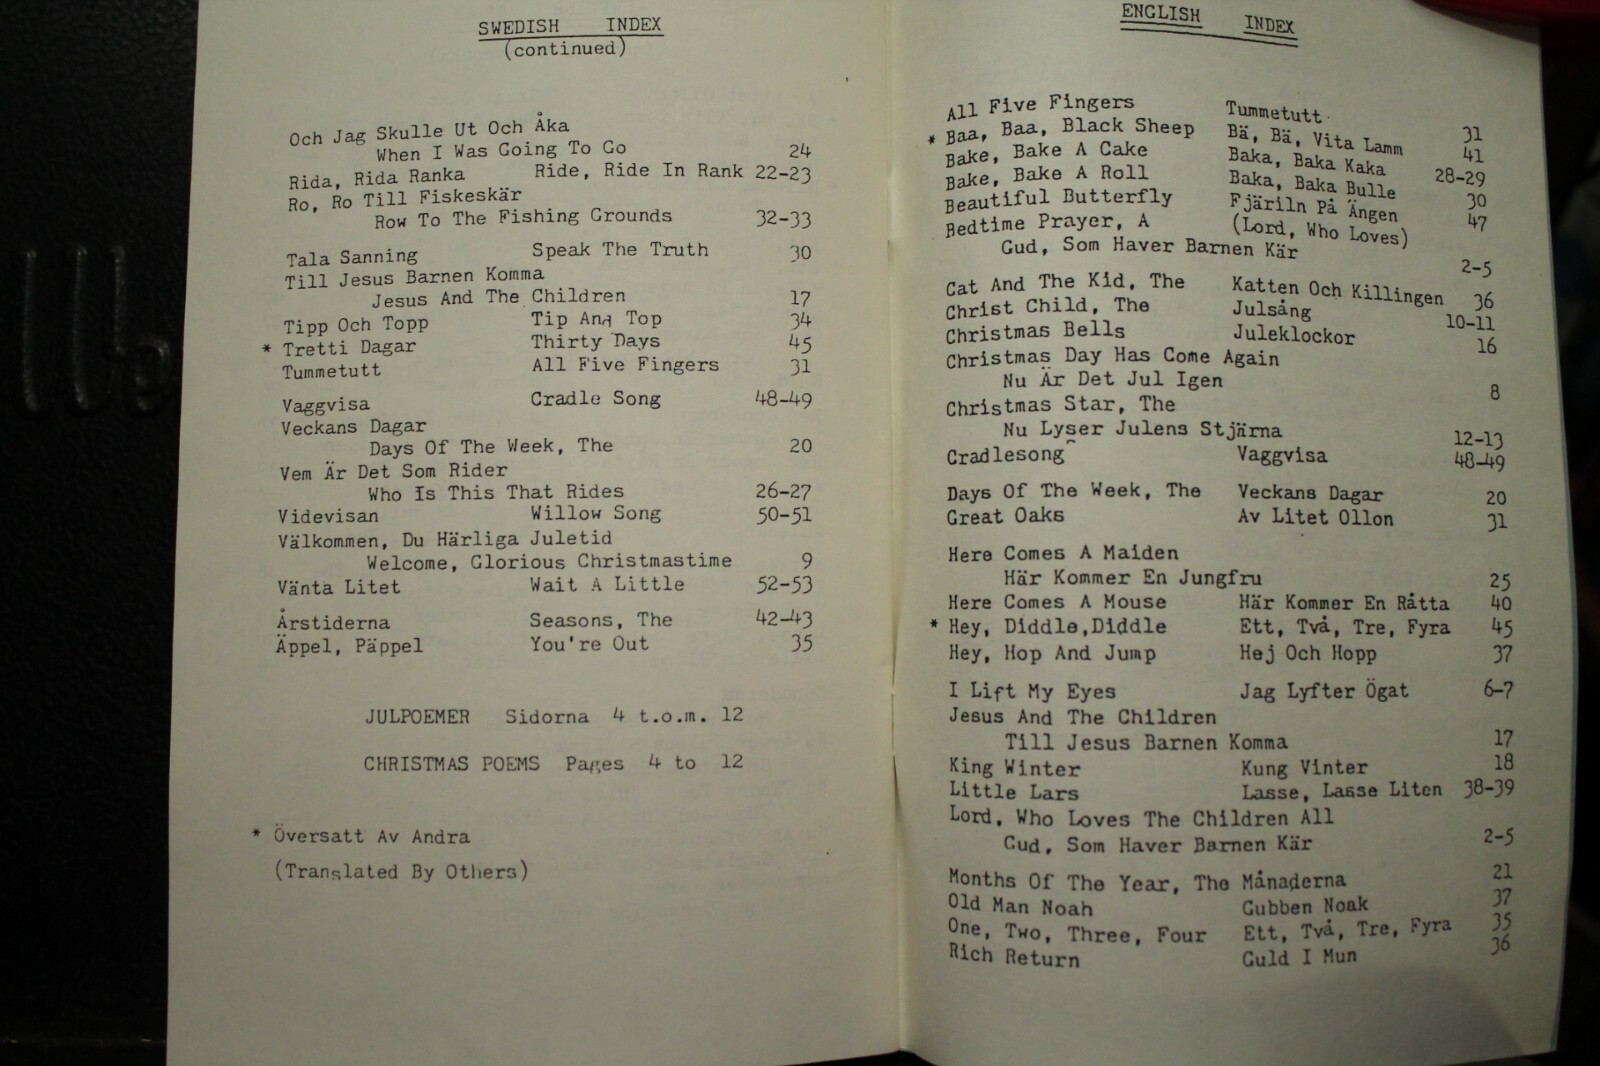 SWEDISH INDEX
(continued)
Och Jag Skulle Ut Och Åka
When I Was Going To Go 24
Rida, Rida Ranka Ride, Ride In Rank 22-23
Ro, Ro Till Fiskeskär
Row To The Fishing Grounds 32-33
Tala Sanning Speak The Truth 30
Till Jesus Barnen Komma
Jesus And The Children 17
Tipp Och Topp Tip And Top 34
* Tretti Dagar Thirty Days 45
Tummetutt All Five Fingers 31
Vaggvisa Cradle Song 48-49
Veckans Dagar
Days Of The Week, The 20
Vem Är Det Som Rider
Who Is This That Rides 26-27
Videvisan Willow Song 50-51
Välkommen, Du Härliga Juletid
Welcome, Glorious Christmastime 9
Vänta Litet Wait A Little 52-53
Årstiderna Seasons, The 42-43
Äppel, Päppel You're Out 35
JULPOEMER Sidorna 4 t.o.m. 12
CHRISTMAS POEMS Pages 4 to 12
* Översatt Av Andra
(Translated By Others)
ENGLISH INDEX
All Five Fingers Tummetutt 31
* Baa, Baa, Black Sheep Bä, Bä, Vita Lamm 41
Bake, Bake A Cake Baka, Baka Kaka 28-29
Bake, Bake A Roll Baka, Baka Bulle 30
Beautiful Butterfly Fjäriln På Ängen 47
Bedtime Prayer, A (Lord, Who Loves)
Gud, Som Haver Barnen Kär 2-5
Cat And The Kid, The Katten Och Killingen 36
Christ Child, The Julsång 10-11
Christmas Bells Juleklockor 16
Christmas Day Has Come Again
Nu Är Det Jul Igen 8
Christmas Star, The
Nu Lyser Julens Stjärna 12-13
Cradlesong Vaggvisa 48-49
Days Of The Week, The Veckans Dagar 20
Great Oaks Av Litet Ollon 31
Here Comes A Maiden
Här Kommer En Jungfru 25
Here Comes A Mouse Här Kommer En Råtta 40
* Hey, Diddle,Diddle Ett, Två, Tre, Fyra 45
Hey, Hop And Jump Hej Och Hopp 37
I Lift My Eyes Jag Lyfter Ögat 6-7
Jesus And The Children
Till Jesus Barnen Komma 17
King Winter Kung Vinter 18
Little Lars Lasse, Lasse Liten 38-39
Lord, Who Loves The Children All
Gud, Som Haver Barnen Kär 2-5
Months Of The Year, The Månaderna 21
Old Man Noah Gubben Noak 37
One, Two, Three, Four Ett, Två, Tre, Fyra 35
Rich Return Guld I Mun 36